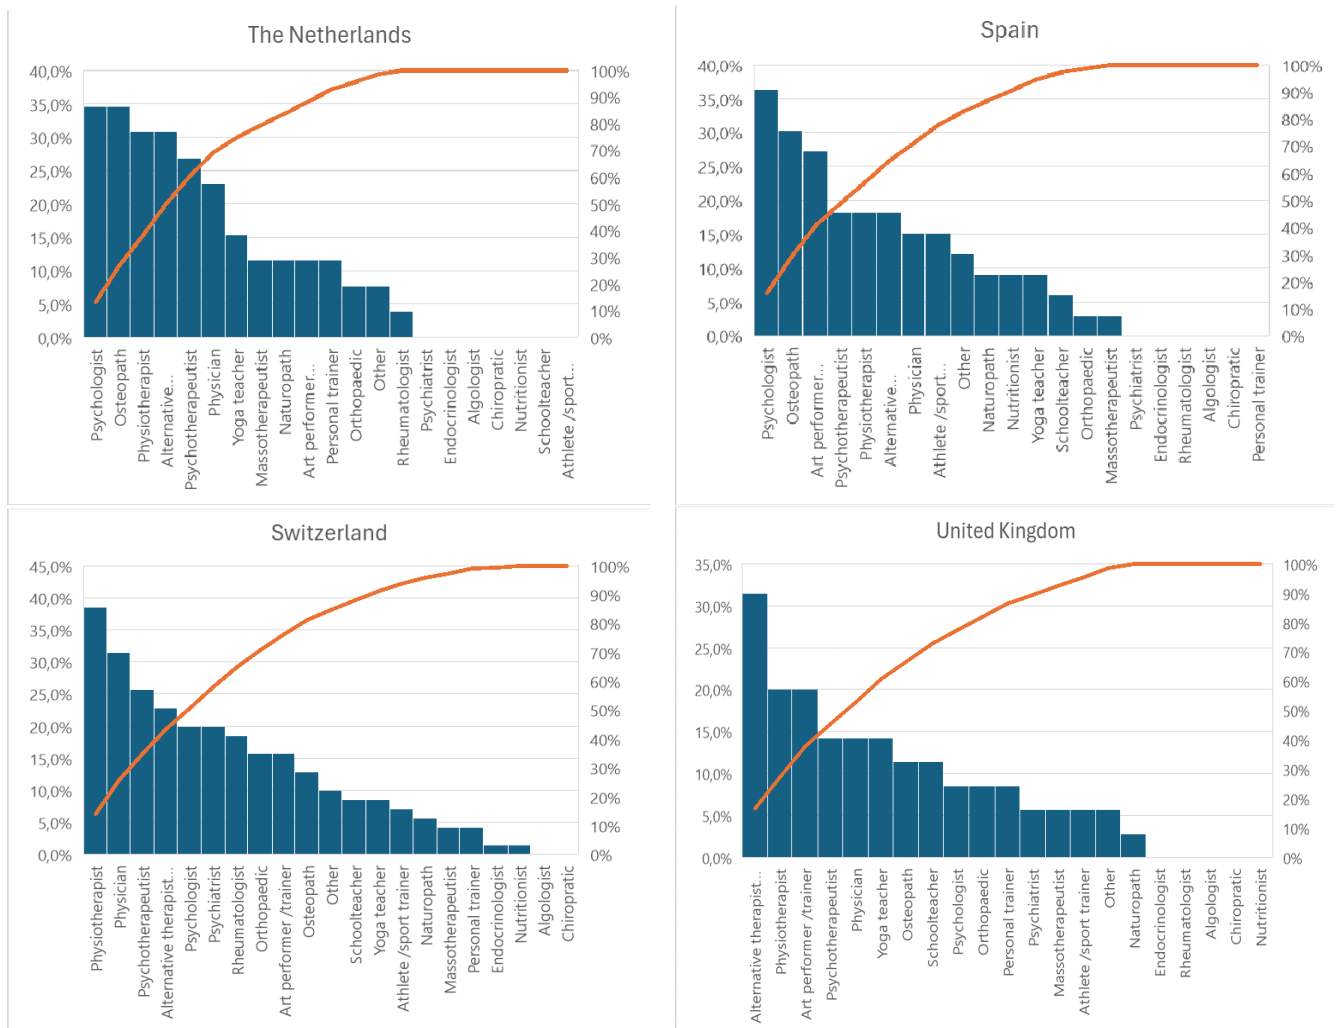 The Netherlands
40,0%
35,0%
30,0%
25,0%
20,0%
15,0%
10,0%
5,0%
0,0%
100%
90%
80%
70%
60%
50%
40%
30%
20%
10%
0%
Psychologist
Osteopath
Physiotherapist
Alternative...
Psychotherapeutist
Physician
Yoga teacher
Massotherapeutist
Naturopath
Art performer...
Personal trainer
Orthopaedic
Other
Rheumatologist
Psychiatrist
Endocrinologist
Algologist
Chiropratic
Nutritionist
Schoolteacher
Athlete /sport...
Spain
40,0%
35,0%
30,0%
25,0%
20,0%
15,0%
10,0%
5,0%
0,0%
100%
90%
80%
70%
60%
50%
40%
30%
20%
10%
0%
Psychologist
Osteopath
Art performer...
Psychotherapeutist
Physiotherapist
Alternative...
Physician
Athlete /sport...
Other
Naturopath
Nutritionist
Yoga teacher
Schoolteacher
Orthopaedic
Massotherapeutist
Psychiatrist
Endocrinologist
Rheumatologist
Algologist
Chiropratic
Personal trainer
Switzerland
45,0%
40,0%
35,0%
30,0%
25,0%
20,0%
15,0%
10,0%
5,0%
0,0%
100%
90%
80%
70%
60%
50%
40%
30%
20%
10%
0%
Physiotherapist
Physician
Psychotherapeutist
Alternative therapist...
Psychologist
Psychiatrist
Rheumatologist
Orthopaedic
Art performer /trainer
Osteopath
Other
Schoolteacher
Yoga teacher
Athlete /sport trainer
Naturopath
Massotherapeutist
Personal trainer
Endocrinologist
Nutritionist
Algologist
Chiropratic
United Kingdom
35,0%
30,0%
25,0%
20,0%
15,0%
10,0%
5,0%
0,0%
100%
90%
80%
70%
60%
50%
40%
30%
20%
10%
0%
Alternative therapist...
Physiotherapist
Art performer /trainer
Psychotherapeutist
Physician
Yoga teacher
Osteopath
Schoolteacher
Psychologist
Orthopaedic
Personal trainer
Psychiatrist
Massotherapeutist
Athlete /sport trainer
Other
Naturopath
Endocrinologist
Rheumatologist
Algologist
Chiropratic
Nutritionist